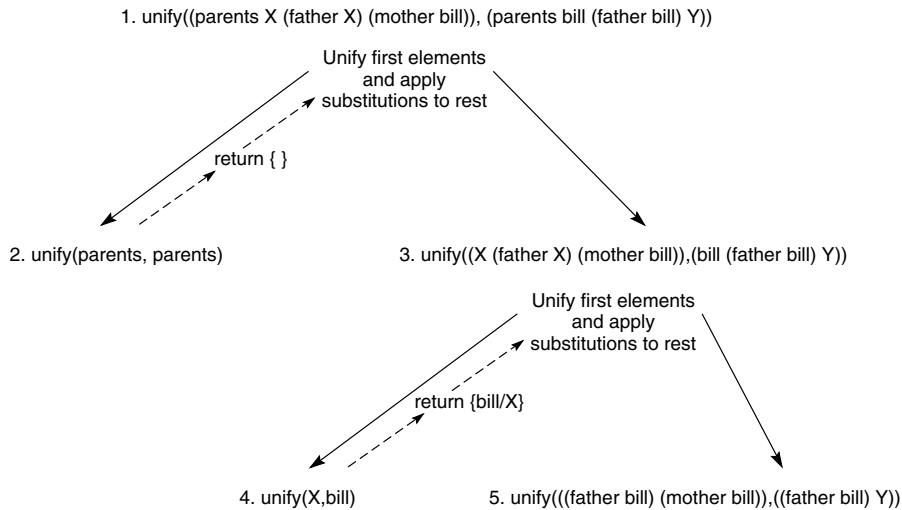 1. unify((parents X (father X) (mother bill)), (parents bill (father bill) Y))
Unify first elements
and apply
substitutions to rest
return { }
2. unify(parents, parents)
3. unify((X (father X) (mother bill)),(bill (father bill) Y))
Unify first elements
and apply
substitutions to rest
return {bill/X}
4. unify(X,bill)
5. unify(((father bill) (mother bill)),((father bill) Y))